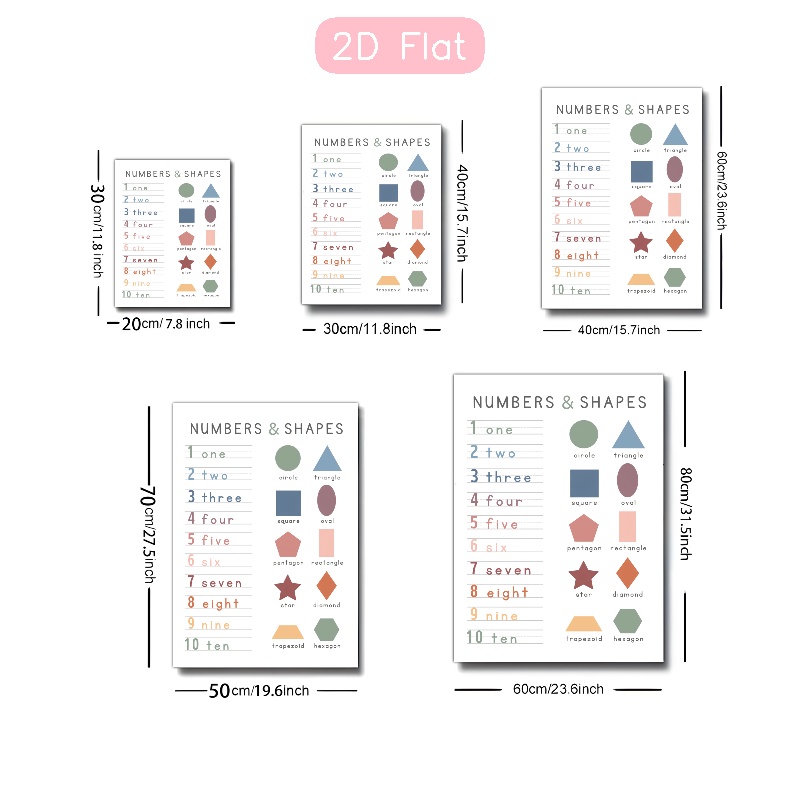 2D Flat
NUMBERS & SHAPES
1 one
2 two
3 three
4 four
5 five
6 six
7 seven
8 eight
9 nine
10 ten
circle triangle
square oval
pentagon rectangle
star diamond
trapezoid hexagon
30cm/11.8 inch
20cm/7.8 inch
NUMBERS & SHAPES
1 one
2 two
3 three
4 four
5 five
6 six
7 seven
8 eight
9 nine
10 ten
circle triangle
square oval
pentagon rectangle
star diamond
trapezoid hexagon
40cm/15.7inch
30cm/11.8inch
NUMBERS & SHAPES
1 one
2 two
3 three
4 four
5 five
6 six
7 seven
8 eight
9 nine
10 ten
circle triangle
square oval
pentagon rectangle
star diamond
trapezoid hexagon
60cm/23.6inch
40cm/15.7inch
NUMBERS & SHAPES
1 one
2 two
3 three
4 four
5 five
6 six
7 seven
8 eight
9 nine
10 ten
circle triangle
square oval
pentagon rectangle
star diamond
trapezoid hexagon
70cm/27.5inch
50cm/19.6inch
NUMBERS & SHAPES
1 one
2 two
3 three
4 four
5 five
6 six
7 seven
8 eight
9 nine
10 ten
circle triangle
square oval
pentagon rectangle
star diamond
trapezoid hexagon
80cm/31.5inch
60cm/23.6inch